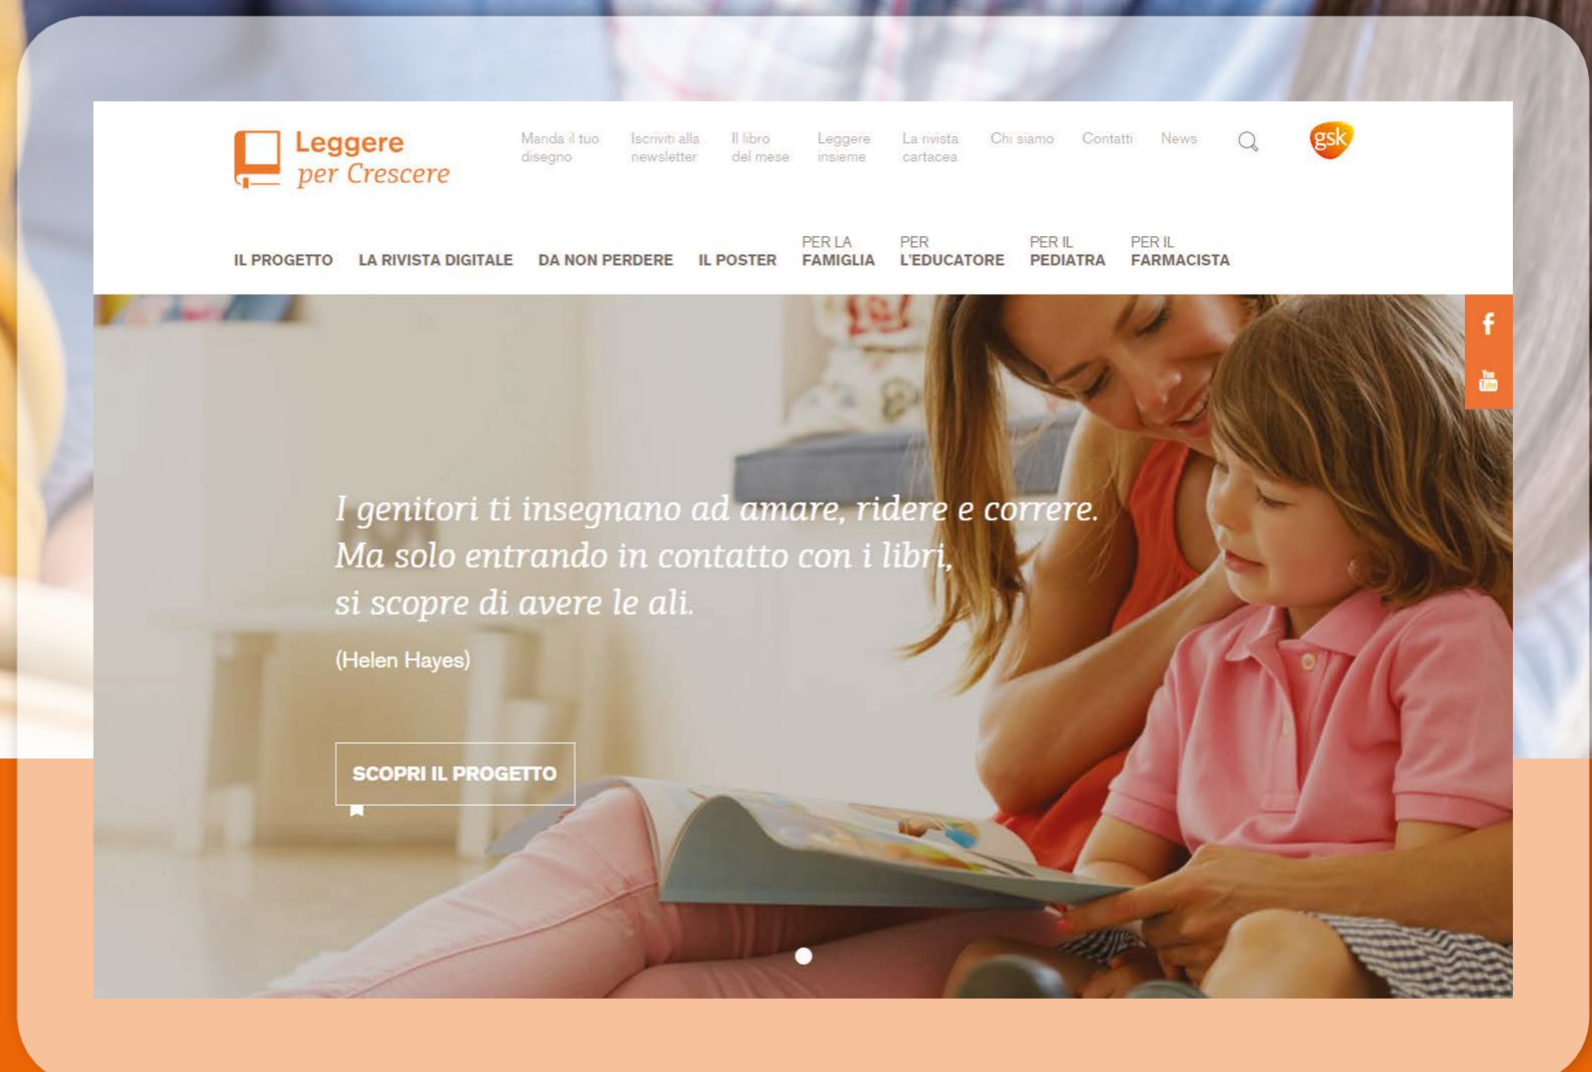 Leggere
per Crescere
Manda il tuo
disegno
Iscriviti alla
newsletter
Il libro
del mese
Leggere
insieme
La rivista
cartacea
Chi siamo
Contatti
News
gsk
IL PROGETTO
LA RIVISTA DIGITALE
DA NON PERDERE
IL POSTER
PER LA
FAMIGLIA
PER
L'EDUCATORE
PER IL
PEDIATRA
PER IL
FARMACISTA
f
You
Tube
I genitori ti insegnano ad amare, ridere e correre.
Ma solo entrando in contatto con i libri,
si scopre di avere le ali.
(Helen Hayes)
SCOPRI IL PROGETTO